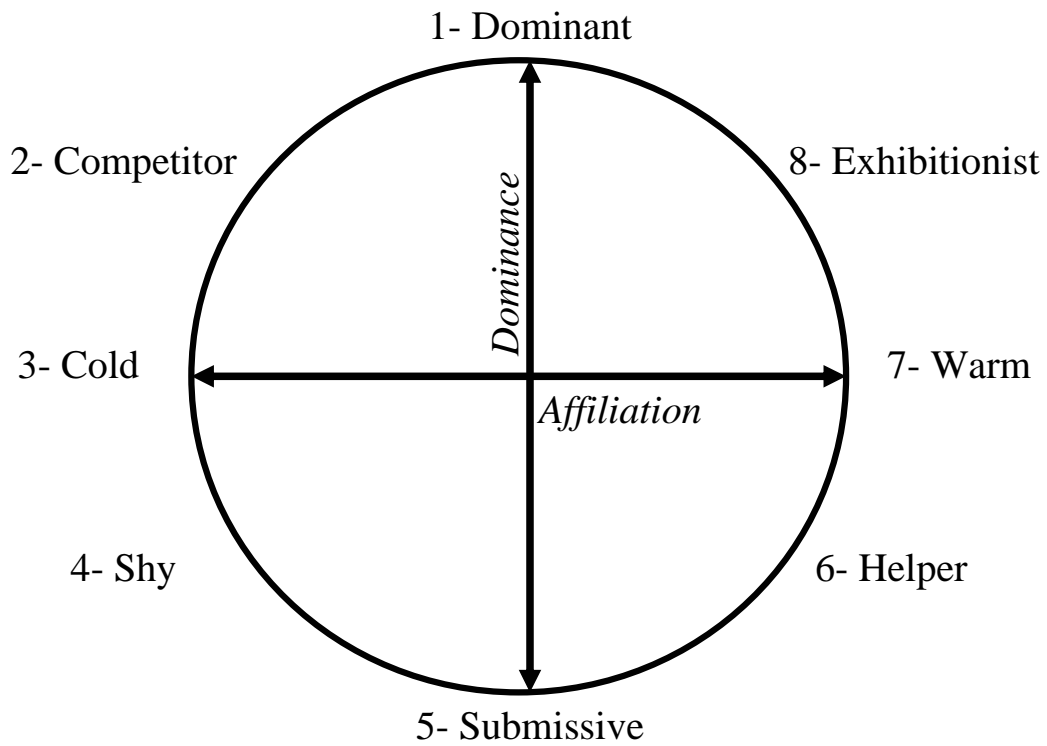 1- Dominant
2- Competitor
8- Exhibitionist
Dominance
3- Cold
7- Warm
Affiliation
4- Shy
6- Helper
5- Submissive